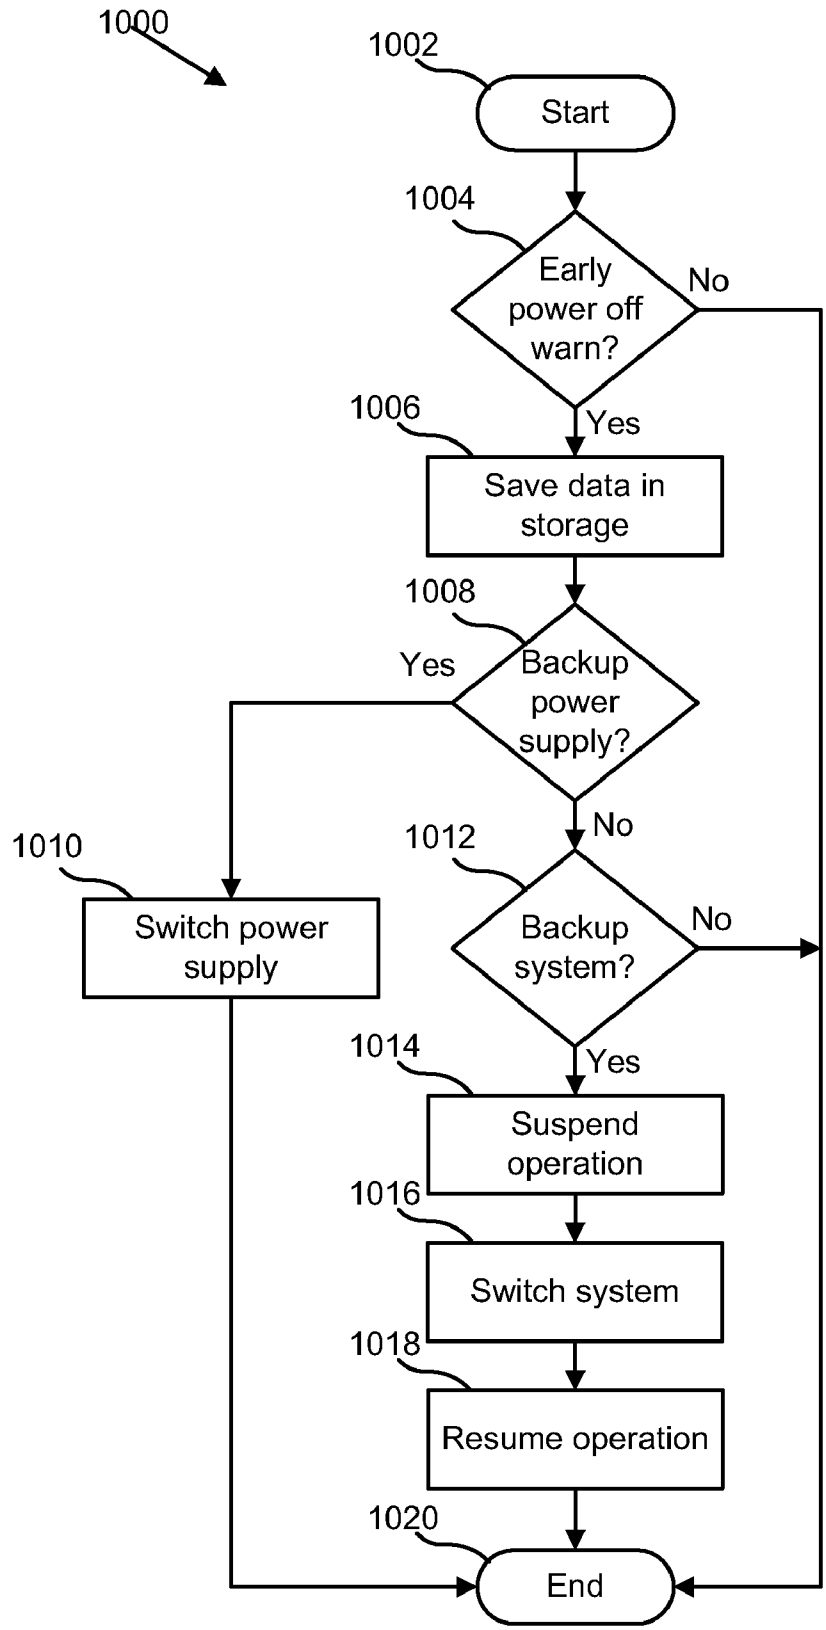 1000
1002
Start
1004
Early
power off
warn?
No
Yes
1006
Save data in
storage
1008
Backup
power
supply?
Yes
No
1010
Switch power
supply
1012
Backup
system?
No
Yes
1014
Suspend
operation
1016
Switch system
1018
Resume operation
1020
End